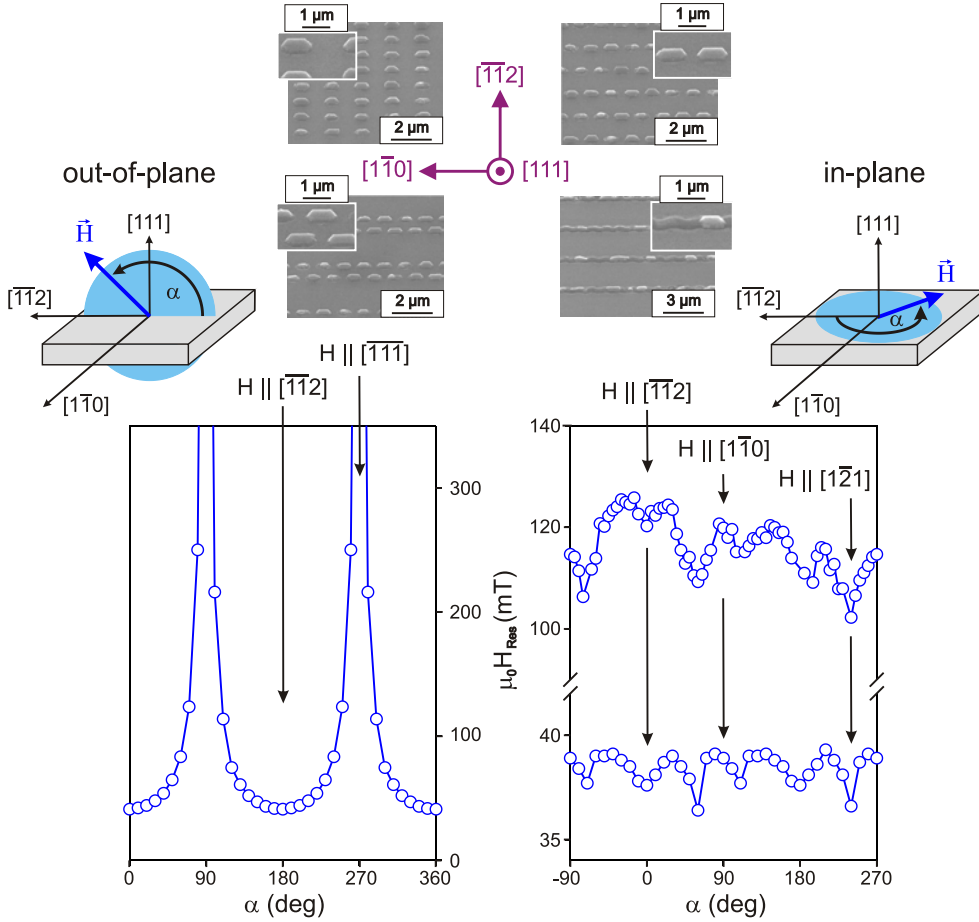 1 µm
1 µm
2 µm
2 µm
[1̅1̅2]
[11̅0]
[111]
out-of-plane
in-plane
1 µm
1 µm
2 µm
3 µm
[111]
H⃗
α
[1̅1̅2]
[11̅0]
[111]
H⃗
α
[1̅1̅2]
[11̅0]
H || [1̅1̅1̅]
H || [1̅1̅2]
300
200
100
0
0
90
180
270
360
α (deg)
µ₀H_Res (mT)
H || [1̅1̅2]
H || [11̅0]
H || [12̅1]
140
120
100
40
35
-90
0
90
180
270
α (deg)